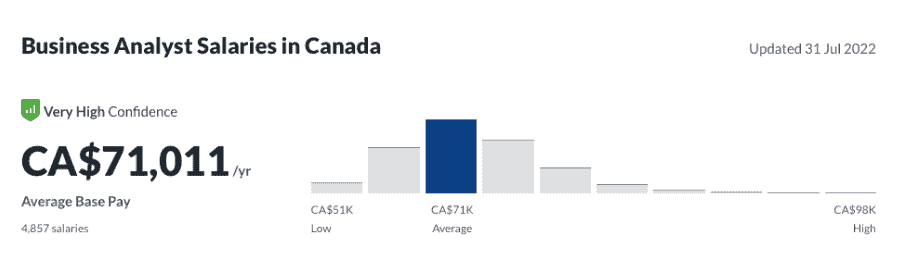 Business Analyst Salaries in Canada
Updated 31 Jul 2022
Very High Confidence
CA$71,011 /yr
Average Base Pay
4,857 salaries
CA$51K
Low
CA$71K
Average
CA$98K
High